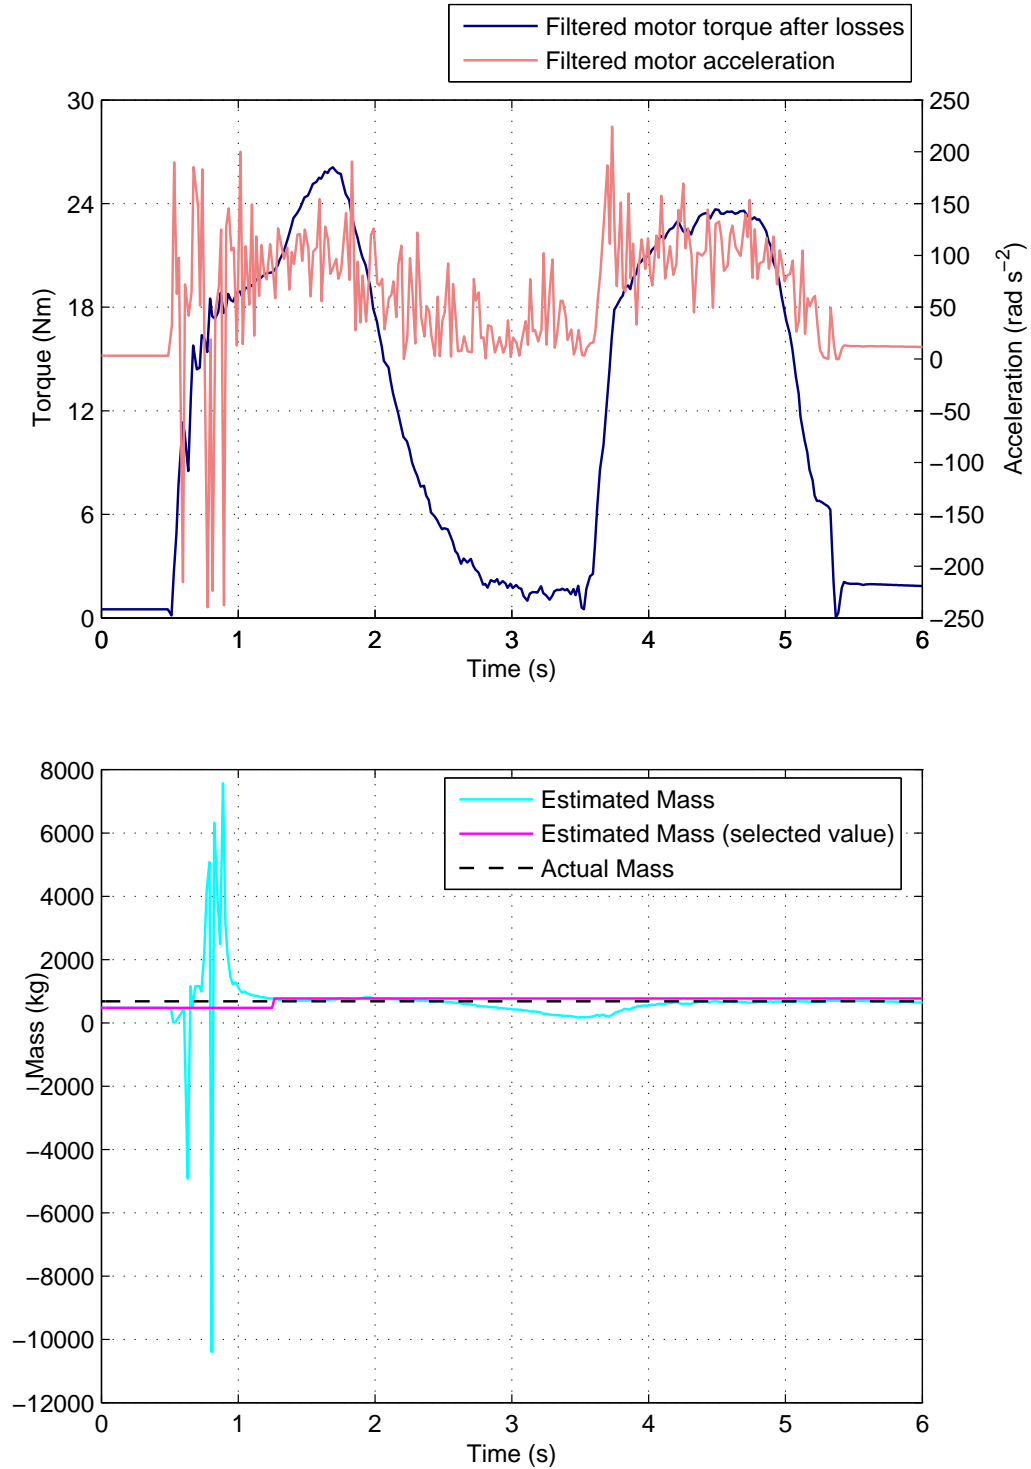 Filtered motor torque after losses
Filtered motor acceleration
30
24
18
12
6
0
250
200
150
100
50
0
−50
−100
−150
−200
−250
Torque (Nm)
Acceleration (rad s−2)
0 1 2 3 4 5 6
Time (s)
8000
6000
4000
2000
0
−2000
−4000
−6000
−8000
−10000
−12000
Mass (kg)
Estimated Mass
Estimated Mass (selected value)
Actual Mass
0 1 2 3 4 5 6
Time (s)